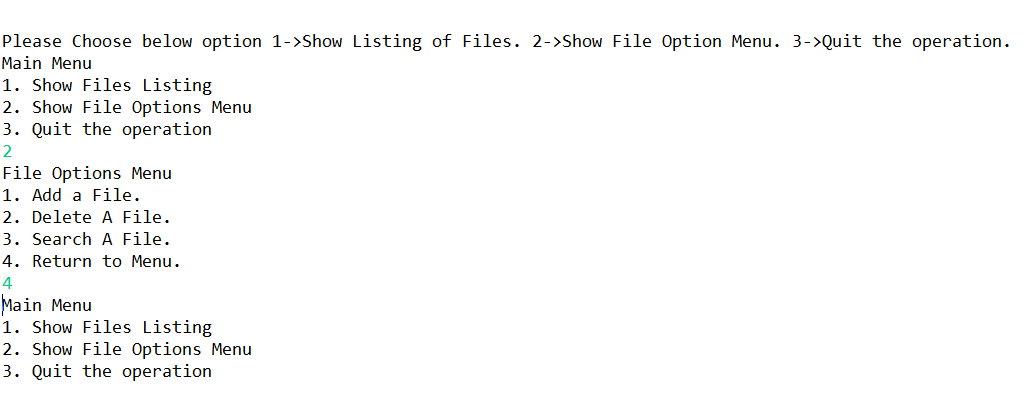 Please Choose below option 1->Show Listing of Files. 2->Show File Option Menu. 3->Quit the operation.
Main Menu
1. Show Files Listing
2. Show File Options Menu
3. Quit the operation
2
File Options Menu
1. Add a File.
2. Delete A File.
3. Search A File.
4. Return to Menu.
4
Main Menu
1. Show Files Listing
2. Show File Options Menu
3. Quit the operation